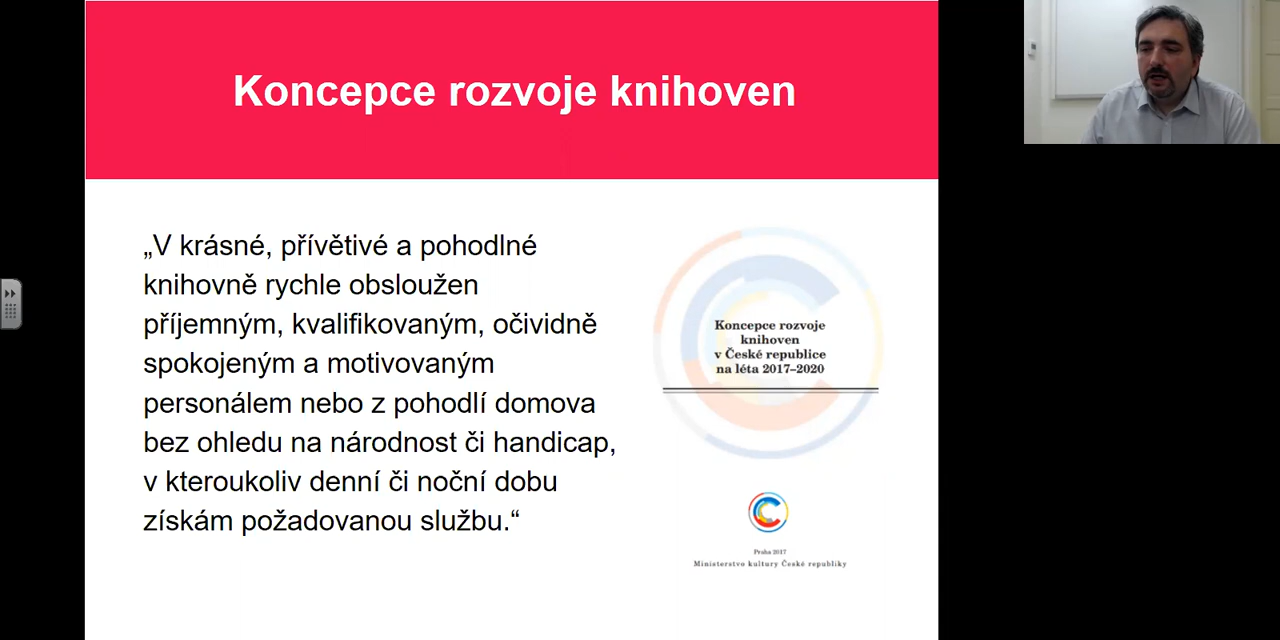 Koncepce rozvoje knihoven
„V krásné, přívětivé a pohodlné
knihovně rychle obsloužen
příjemným, kvalifikovaným, očividně
spokojeným a motivovaným
personálem nebo z pohodlí domova
bez ohledu na národnost či handicap,
v kteroukoliv denní či noční dobu
získám požadovanou službu.“
Koncepce rozvoje
knihoven
v České republice
na léta 2017–2020
Praha 2017
Ministerstvo kultury České republiky